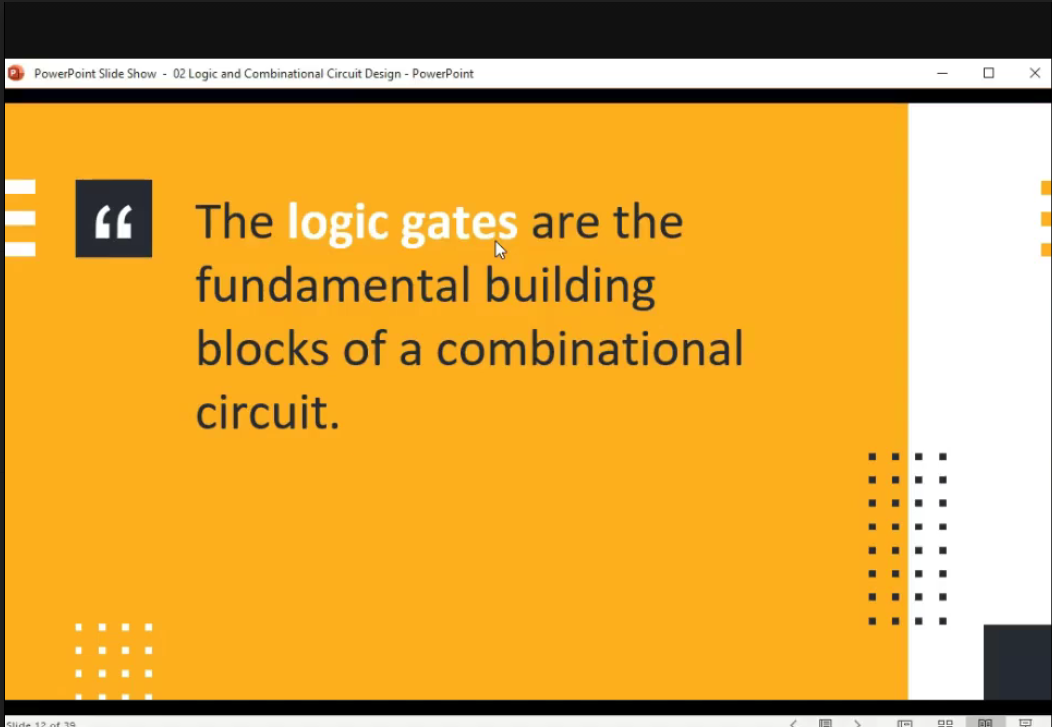 PowerPoint Slide Show - 02 Logic and Combinational Circuit Design - PowerPoint
“
The logic gates are the
fundamental building
blocks of a combinational
circuit.
Slide 12 of 39